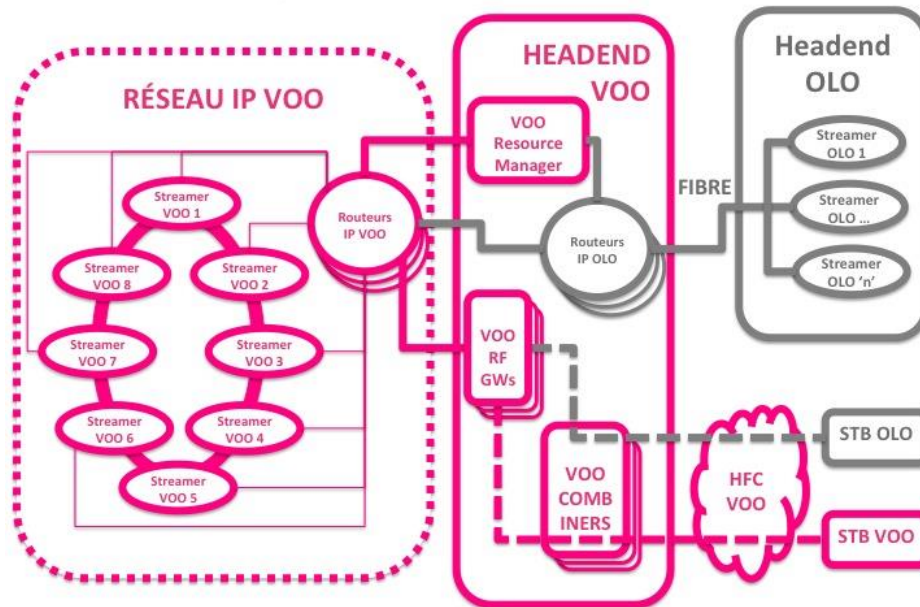 RÉSEAU IP VOO
HEADEND
VOO
Headend
OLO
VOO
Resource
Manager
Streamer
OLO 1
Streamer
OLO ...
Streamer
OLO 'n'
FIBRE
Routeurs
IP VOO
Routeurs
IP OLO
Streamer
VOO 1
Streamer
VOO 8
Streamer
VOO 2
Streamer
VOO 7
Streamer
VOO 3
Streamer
VOO 6
Streamer
VOO 4
Streamer
VOO 5
VOO
RF
GWs
VOO
COMB
INERS
HFC
VOO
STB OLO
STB VOO